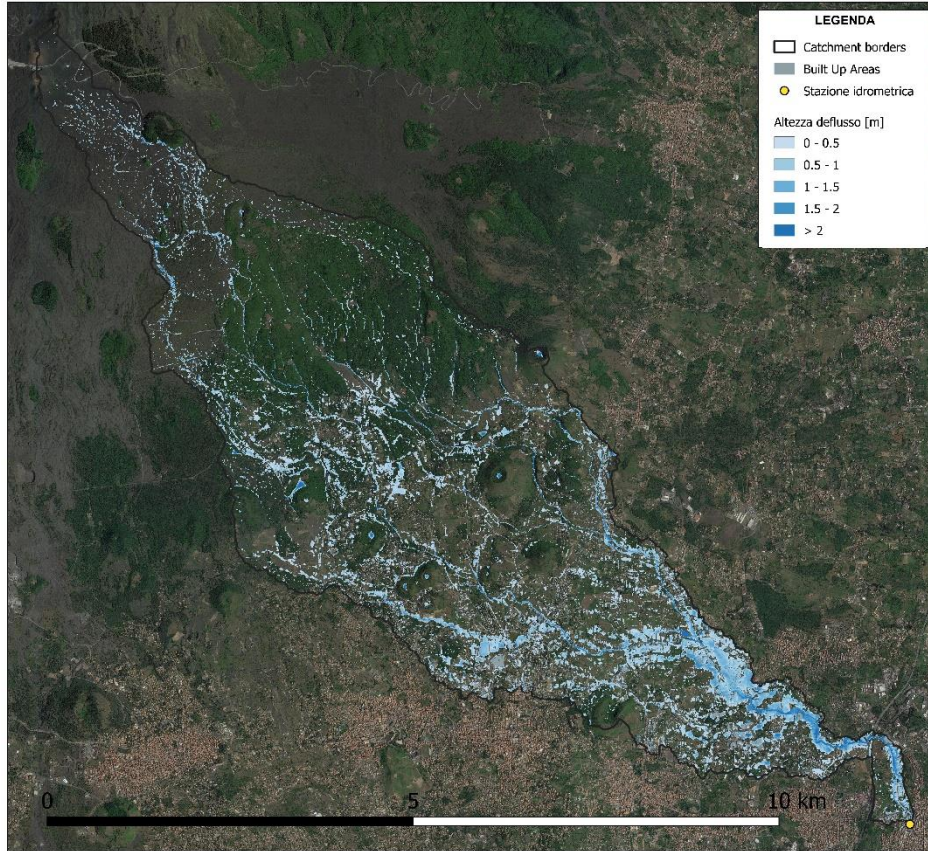 LEGENDA
Catchment borders
Built Up Areas
Stazione idrometrica
Altezza deflusso [m]
0 - 0.5
0.5 - 1
1 - 1.5
1.5 - 2
> 2
0 5 10 km